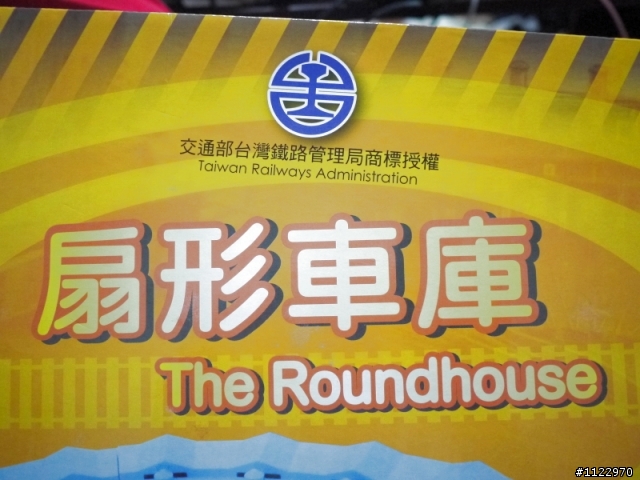 交通部台灣鐵路管理局商標授權
Taiwan Railways Administration
扇形車庫
The Roundhouse
#1122970